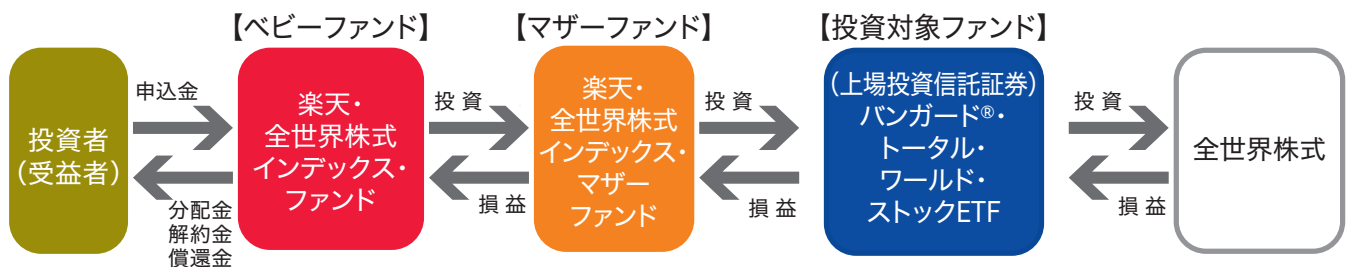 【ベビーファンド】
【マザーファンド】
【投資対象ファンド】
投資者
(受益者)
申込金
分配金
解約金
償還金
楽天・
全世界株式
インデックス・
ファンド
投 資
損 益
楽天・
全世界株式
インデックス・
マザー
ファンド
投 資
損 益
(上場投資信託証券)
バンガード®・
トータル・
ワールド・
ストックETF
投 資
損 益
全世界株式